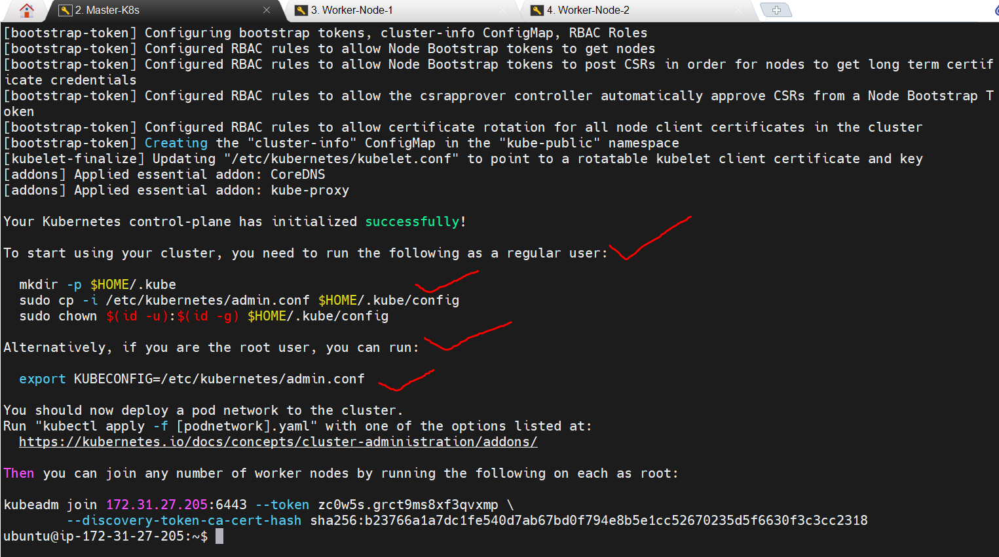 2. Master-K8s
3. Worker-Node-1
4. Worker-Node-2
[bootstrap-token] Configuring bootstrap tokens, cluster-info ConfigMap, RBAC Roles
[bootstrap-token] Configured RBAC rules to allow Node Bootstrap tokens to get nodes
[bootstrap-token] Configured RBAC rules to allow Node Bootstrap tokens to post CSRs in order for nodes to get long term certif
icate credentials
[bootstrap-token] Configured RBAC rules to allow the csrapprover controller automatically approve CSRs from a Node Bootstrap T
oken
[bootstrap-token] Configured RBAC rules to allow certificate rotation for all node client certificates in the cluster
[bootstrap-token] Creating the "cluster-info" ConfigMap in the "kube-public" namespace
[kubelet-finalize] Updating "/etc/kubernetes/kubelet.conf" to point to a rotatable kubelet client certificate and key
[addons] Applied essential addon: CoreDNS
[addons] Applied essential addon: kube-proxy
Your Kubernetes control-plane has initialized successfully!
To start using your cluster, you need to run the following as a regular user:
mkdir -p $HOME/.kube
sudo cp -i /etc/kubernetes/admin.conf $HOME/.kube/config
sudo chown $(id -u):$(id -g) $HOME/.kube/config
Alternatively, if you are the root user, you can run:
export KUBECONFIG=/etc/kubernetes/admin.conf
You should now deploy a pod network to the cluster.
Run "kubectl apply -f [podnetwork].yaml" with one of the options listed at:
https://kubernetes.io/docs/concepts/cluster-administration/addons/
Then you can join any number of worker nodes by running the following on each as root:
kubeadm join 172.31.27.205:6443 --token zc0w5s.grct9ms8xf3qvxmp \
--discovery-token-ca-cert-hash sha256:b23766a1a7dc1fe540d7ab67bd0f794e8b5e1cc52670235d5f6630f3c3cc2318
ubuntu@ip-172-31-27-205:~$